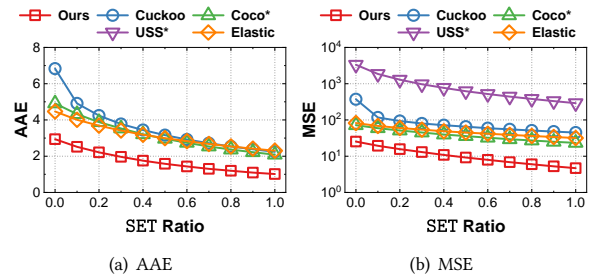 Ours Cuckoo Coco*
USS* Elastic
AAE
8
6
4
2
0
0.0 0.2 0.4 0.6 0.8 1.0
SET Ratio
(a) AAE
Ours Cuckoo Coco*
USS* Elastic
MSE
10^4
10^3
10^2
10^1
10^0
0.0 0.2 0.4 0.6 0.8 1.0
SET Ratio
(b) MSE